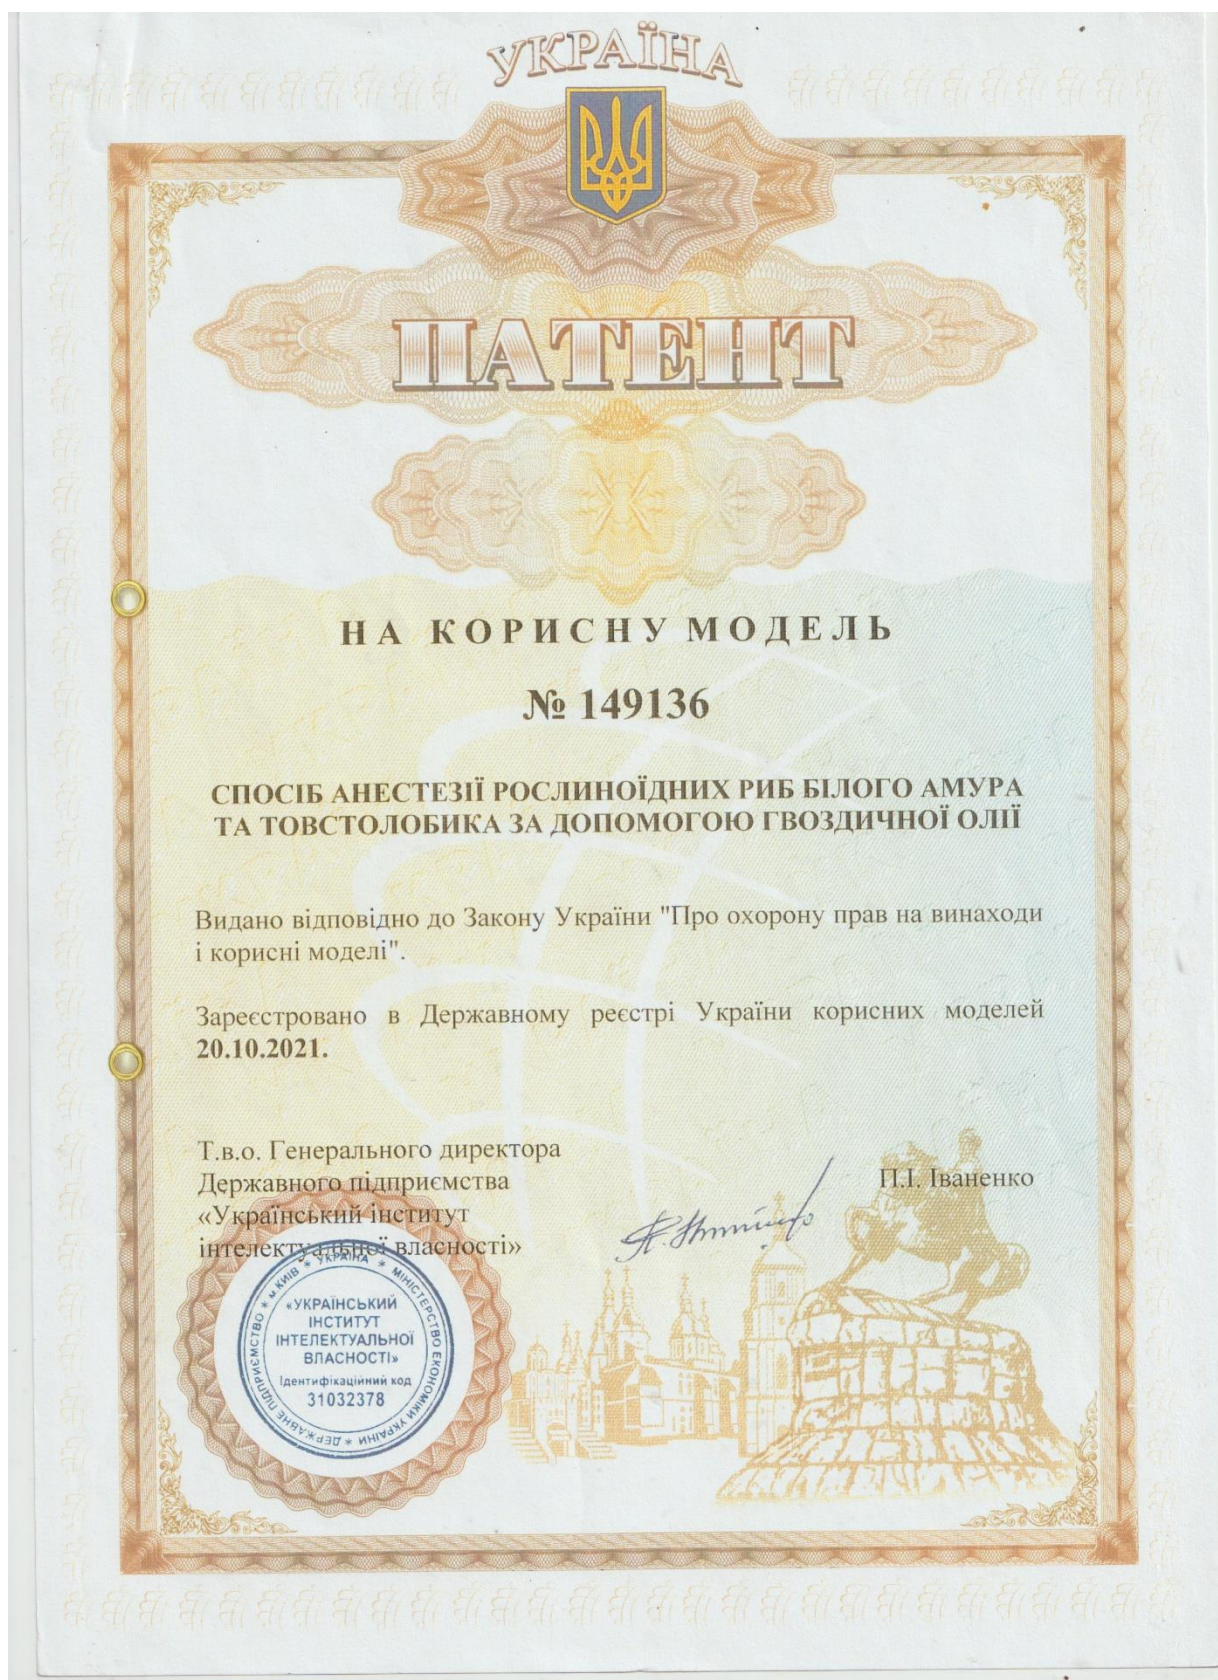 УКРАЇНА
ПАТЕНТ
НА КОРИСНУ МОДЕЛЬ
№ 149136
СПОСІБ АНЕСТЕЗІЇ РОСЛИНОЇДНИХ РИБ БІЛОГО АМУРА
ТА ТОВСТОЛОБИКА ЗА ДОПОМОГОЮ ГВОЗДИЧНОЇ ОЛІЇ
Видано відповідно до Закону України "Про охорону прав на винаходи
і корисні моделі".
Зареєстровано в Державному реєстрі України корисних моделей
20.10.2021.
Т.в.о. Генерального директора
Державного підприємства
«Український інститут
інтелектуальної власності»
П.І. Іваненко
* УКРАЇНА * МІНІСТЕРСТВО ЕКОНОМІКИ УКРАЇНИ * ДЕРЖАВНЕ ПІДПРИЄМСТВО * м.КИЇВ
«УКРАЇНСЬКИЙ
ІНСТИТУТ
ІНТЕЛЕКТУАЛЬНОЇ
ВЛАСНОСТІ»
Ідентифікаційний код
31032378